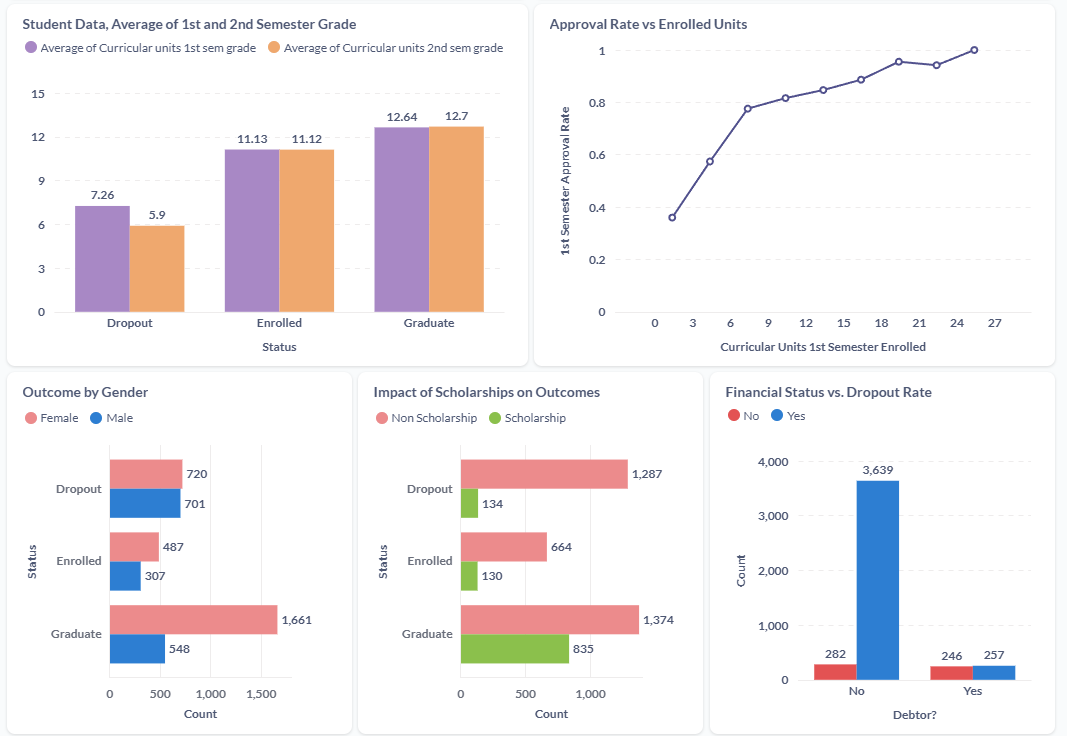 Student Data, Average of 1st and 2nd Semester Grade
Average of Curricular units 1st sem grade Average of Curricular units 2nd sem grade
15
12
9
6
3
0
7.26
5.9
11.13
11.12
12.64
12.7
Dropout Enrolled Graduate
Status
Approval Rate vs Enrolled Units
1st Semester Approval Rate
1
0.8
0.6
0.4
0.2
0
0 3 6 9 12 15 18 21 24 27
Curricular Units 1st Semester Enrolled
Outcome by Gender
Female Male
Status
Dropout
720
701
Enrolled
487
307
Graduate
1,661
548
0 500 1,000 1,500
Count
Impact of Scholarships on Outcomes
Non Scholarship Scholarship
Status
Dropout
1,287
134
Enrolled
664
130
Graduate
1,374
835
0 500 1,000
Count
Financial Status vs. Dropout Rate
No Yes
Count
4,000
3,000
2,000
1,000
0
282
3,639
246
257
No Yes
Debtor?